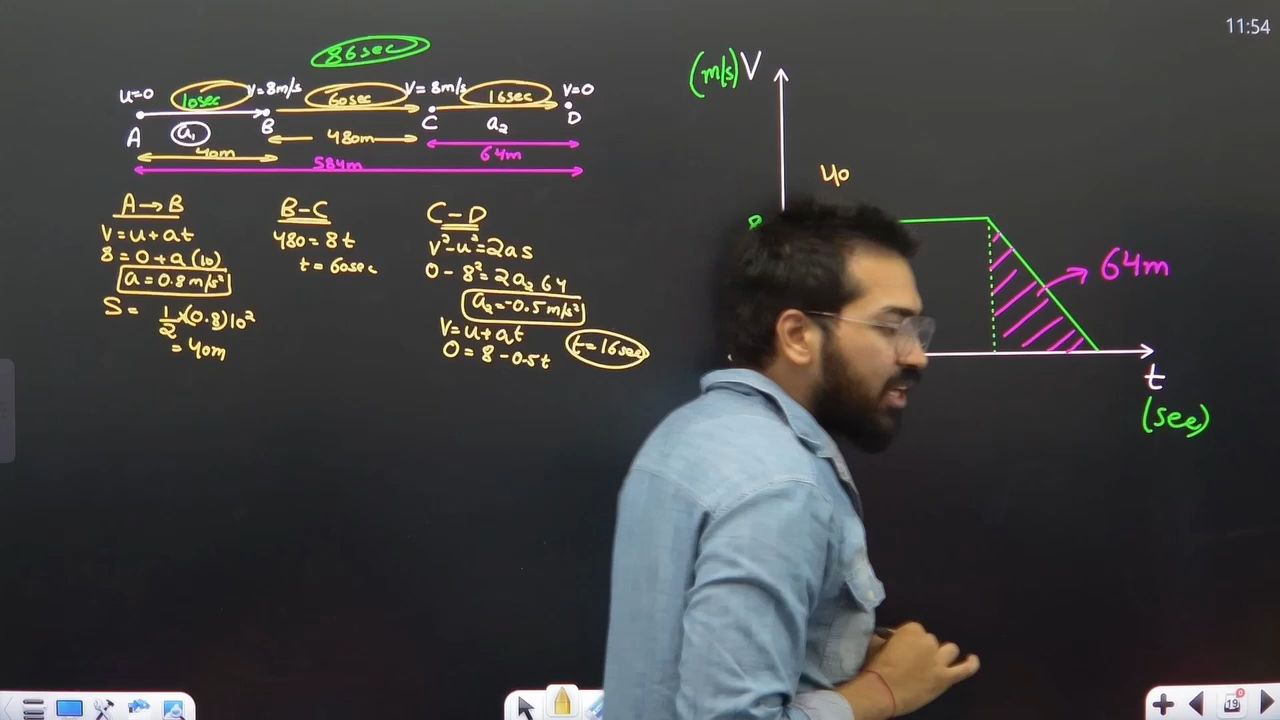 11:54
86sec
u=0 10sec V=8m/s 60sec V=8m/s 16sec V=0
A a₁ B C a₂ D
40m 480m 64m
584m
A→B
V=u+at
8=0+a(10)
a=0.8m/s²
S= 1/2×(0.8)10²
=40m
B-C
480=8t
t=60sec
C-D
V²-u²=2as
0-8²=2a₂64
a₂=-0.5m/s²
V=u+at
0=8-0.5t
t=16sec
(m/s) V
40
64m
t
(sec)
19